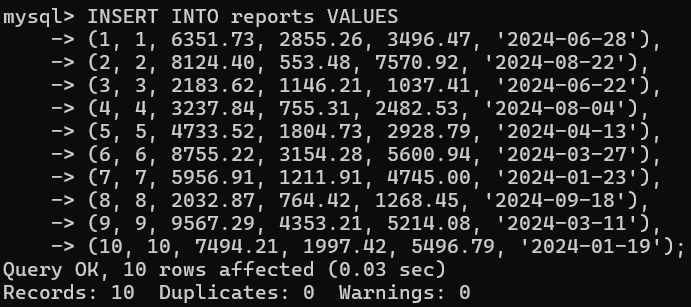 mysql> INSERT INTO reports VALUES
    -> (1, 1, 6351.73, 2855.26, 3496.47, '2024-06-28'),
    -> (2, 2, 8124.40, 553.48, 7570.92, '2024-08-22'),
    -> (3, 3, 2183.62, 1146.21, 1037.41, '2024-06-22'),
    -> (4, 4, 3237.84, 755.31, 2482.53, '2024-08-04'),
    -> (5, 5, 4733.52, 1804.73, 2928.79, '2024-04-13'),
    -> (6, 6, 8755.22, 3154.28, 5600.94, '2024-03-27'),
    -> (7, 7, 5956.91, 1211.91, 4745.00, '2024-01-23'),
    -> (8, 8, 2032.87, 764.42, 1268.45, '2024-09-18'),
    -> (9, 9, 9567.29, 4353.21, 5214.08, '2024-03-11'),
    -> (10, 10, 7494.21, 1997.42, 5496.79, '2024-01-19');
Query OK, 10 rows affected (0.03 sec)
Records: 10  Duplicates: 0  Warnings: 0